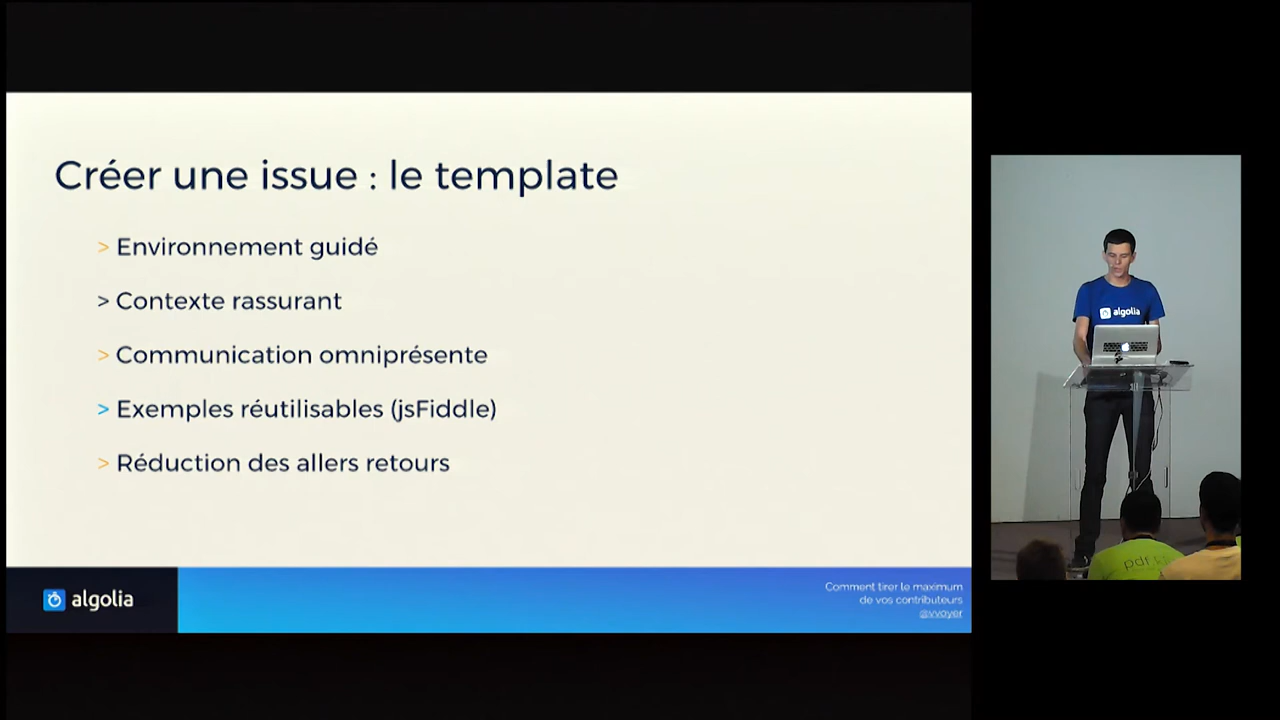 Créer une issue : le template
> Environnement guidé
> Contexte rassurant
> Communication omniprésente
> Exemples réutilisables (jsFiddle)
> Réduction des allers retours
algolia
Comment tirer le maximum
de vos contributeurs
@vvoyer
algolia
pdf